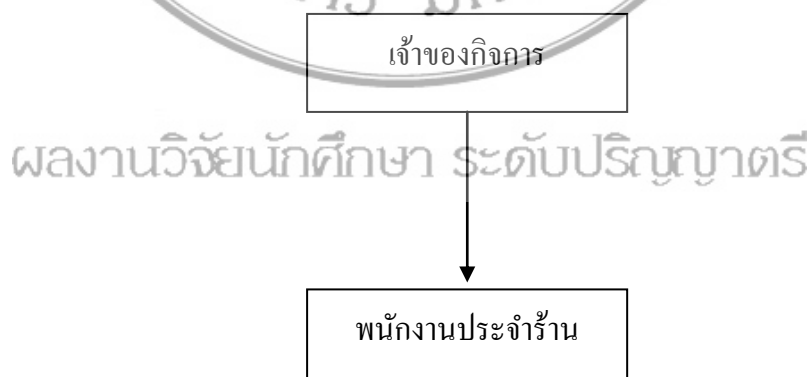 เจ้าของกิจการ
ผลงานวิจัยนักศึกษา ระดับปริญญาตรี
พนักงานประจำร้าน